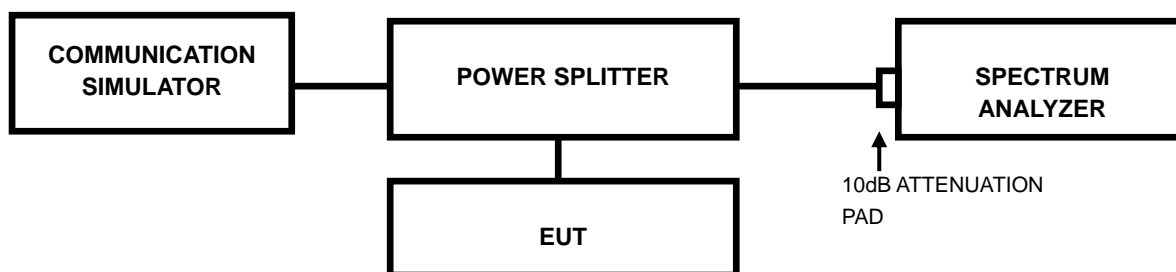 COMMUNICATION
SIMULATOR
POWER SPLITTER
SPECTRUM
ANALYZER
10dB ATTENUATION
PAD
EUT